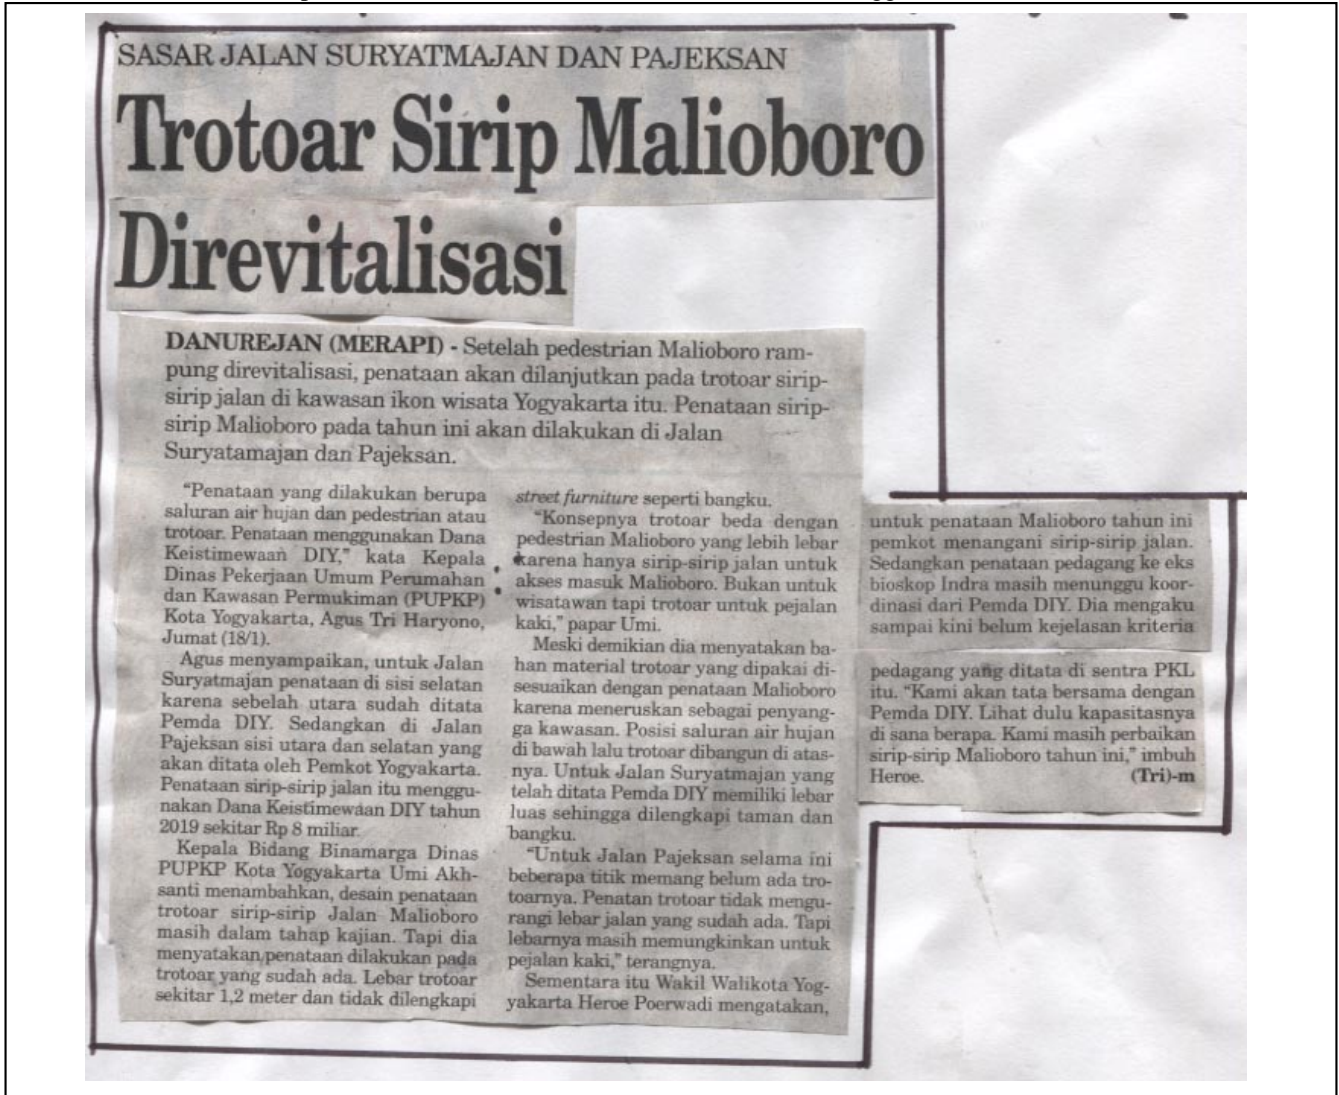 SASAR JALAN SURYATMAJAN DAN PAJEKSAN
Trotoar Sirip Malioboro
Direvitalisasi
DANUREJAN (MERAPI) - Setelah pedestrian Malioboro ram-
pung direvitalisasi, penataan akan dilanjutkan pada trotoar sirip-
sirip jalan di kawasan ikon wisata Yogyakarta itu. Penataan sirip-
sirip Malioboro pada tahun ini akan dilakukan di Jalan
Suryatamajan dan Pajeksan.
"Penataan yang dilakukan berupa
saluran air hujan dan pedestrian atau
trotoar. Penataan menggunakan Dana
Keistimewaan DIY," kata Kepala
Dinas Pekerjaan Umum Perumahan
dan Kawasan Permukiman (PUPKP)
Kota Yogyakarta, Agus Tri Haryono,
Jumat (18/1).
Agus menyampaikan, untuk Jalan
Suryatmajan penataan di sisi selatan
karena sebelah utara sudah ditata
Pemda DIY. Sedangkan di Jalan
Pajeksan sisi utara dan selatan yang
akan ditata oleh Pemkot Yogyakarta.
Penataan sirip-sirip jalan itu menggu-
nakan Dana Keistimewaan DIY tahun
2019 sekitar Rp 8 miliar.
Kepala Bidang Binamarga Dinas
PUPKP Kota Yogyakarta Umi Akh-
santi menambahkan, desain penataan
trotoar sirip-sirip Jalan Malioboro
masih dalam tahap kajian. Tapi dia
menyatakan penataan dilakukan pada
trotoar yang sudah ada. Lebar trotoar
sekitar 1,2 meter dan tidak dilengkapi
street furniture seperti bangku.
"Konsepnya trotoar beda dengan
pedestrian Malioboro yang lebih lebar
karena hanya sirip-sirip jalan untuk
akses masuk Malioboro. Bukan untuk
wisatawan tapi trotoar untuk pejalan
kaki," papar Umi.
Meski demikian dia menyatakan ba-
han material trotoar yang dipakai di-
sesuaikan dengan penataan Malioboro
karena meneruskan sebagai penyang-
ga kawasan. Posisi saluran air hujan
di bawah lalu trotoar dibangun di atas-
nya. Untuk Jalan Suryatmajan yang
telah ditata Pemda DIY memiliki lebar
luas sehingga dilengkapi taman dan
bangku.
"Untuk Jalan Pajeksan selama ini
beberapa titik memang belum ada tro-
toarnya. Penatan trotoar tidak mengu-
rangi lebar jalan yang sudah ada. Tapi
lebarnya masih memungkinkan untuk
pejalan kaki," terangnya.
Sementara itu Wakil Walikota Yog-
yakarta Heroe Poerwadi mengatakan,
untuk penataan Malioboro tahun ini
pemkot menangani sirip-sirip jalan.
Sedangkan penataan pedagang ke eks
bioskop Indra masih menunggu koor-
dinasi dari Pemda DIY. Dia mengaku
sampai kini belum kejelasan kriteria
pedagang yang ditata di sentra PKL
itu. "Kami akan tata bersama dengan
Pemda DIY. Lihat dulu kapasitasnya
di sana berapa. Kami masih perbaikan
sirip-sirip Malioboro tahun ini," imbuh
Heroe. (Tri)-m